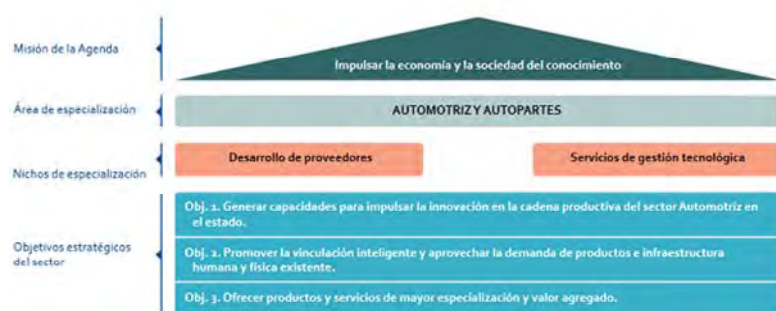 Misión de la Agenda
Impulsar la economía y la sociedad del conocimiento
Área de especialización
AUTOMOTRIZ Y AUTOPARTES
Nichos de especialización
Desarrollo de proveedores
Servicios de gestión tecnológica
Objetivos estratégicos
del sector
Obj. 1. Generar capacidades para impulsar la innovación en la cadena productiva del sector Automotriz en
el estado.
Obj. 2. Promover la vinculación inteligente y aprovechar la demanda de productos e infraestructura
humana y física existente.
Obj. 3. Ofrecer productos y servicios de mayor especialización y valor agregado.